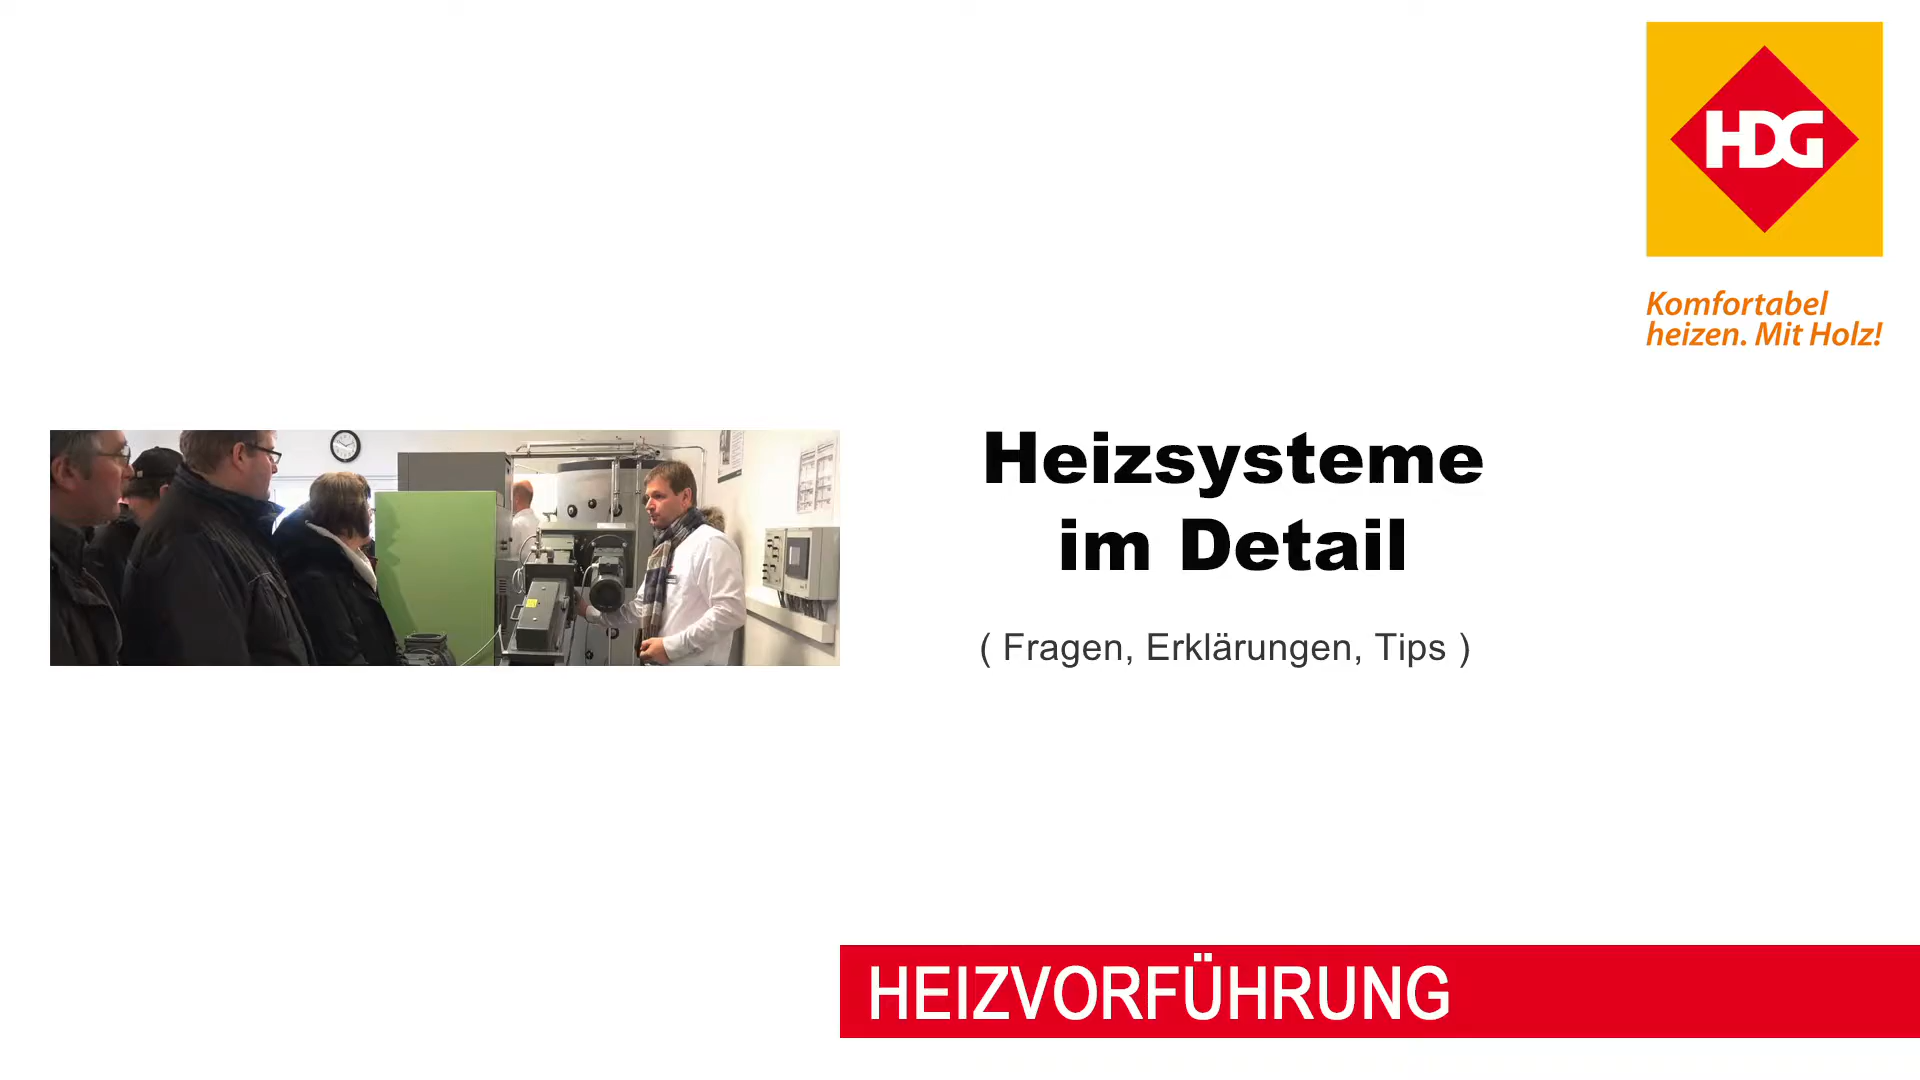 HDG
Komfortabel
heizen. Mit Holz!
Heizsysteme
im Detail
( Fragen, Erklärungen, Tips )
HEIZVORFÜHRUNG